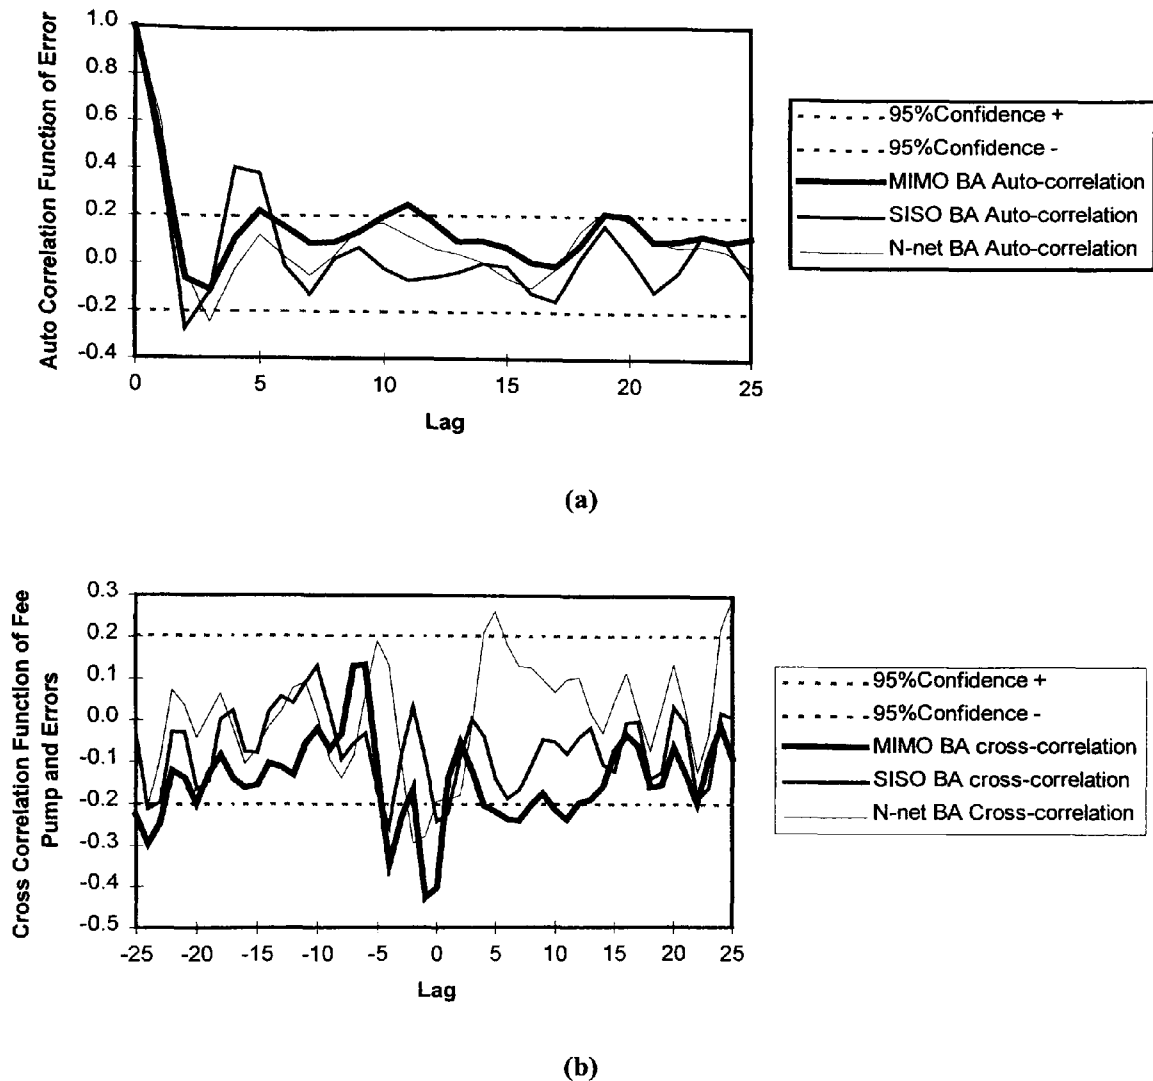 Auto Correlation Function of Error
1.0
0.8
0.6
0.4
0.2
0.0
-0.2
-0.4
0 5 10 15 20 25
Lag
95%Confidence +
95%Confidence -
MIMO BA Auto-correlation
SISO BA Auto-correlation
N-net BA Auto-correlation
(a)
Cross Correlation Function of Fee
Pump and Errors
0.3
0.2
0.1
0.0
-0.1
-0.2
-0.3
-0.4
-0.5
-25 -20 -15 -10 -5 0 5 10 15 20 25
Lag
95%Confidence +
95%Confidence -
MIMO BA cross-correlation
SISO BA cross-correlation
N-net BA Cross-correlation
(b)